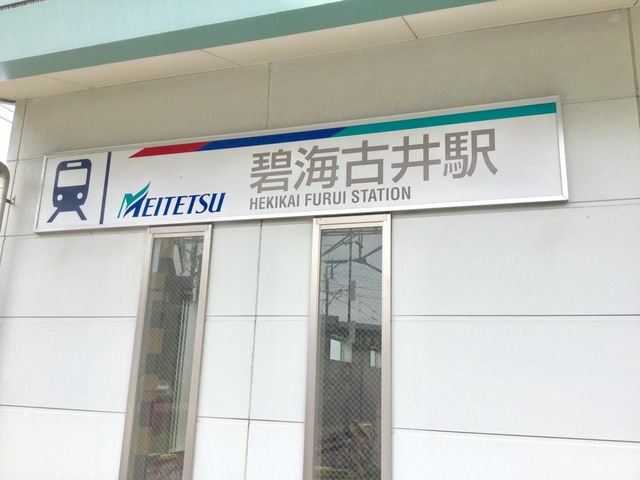 MEITETSU
碧海古井駅
HEKIKAI FURUI STATION